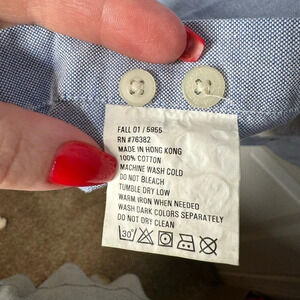 FALL 01 / 5955
RN #76382
MADE IN HONG KONG
100% COTTON
MACHINE WASH COLD
DO NOT BLEACH
TUMBLE DRY LOW
WARM IRON WHEN NEEDED
WASH DARK COLORS SEPARATELY
DO NOT DRY CLEAN
30°